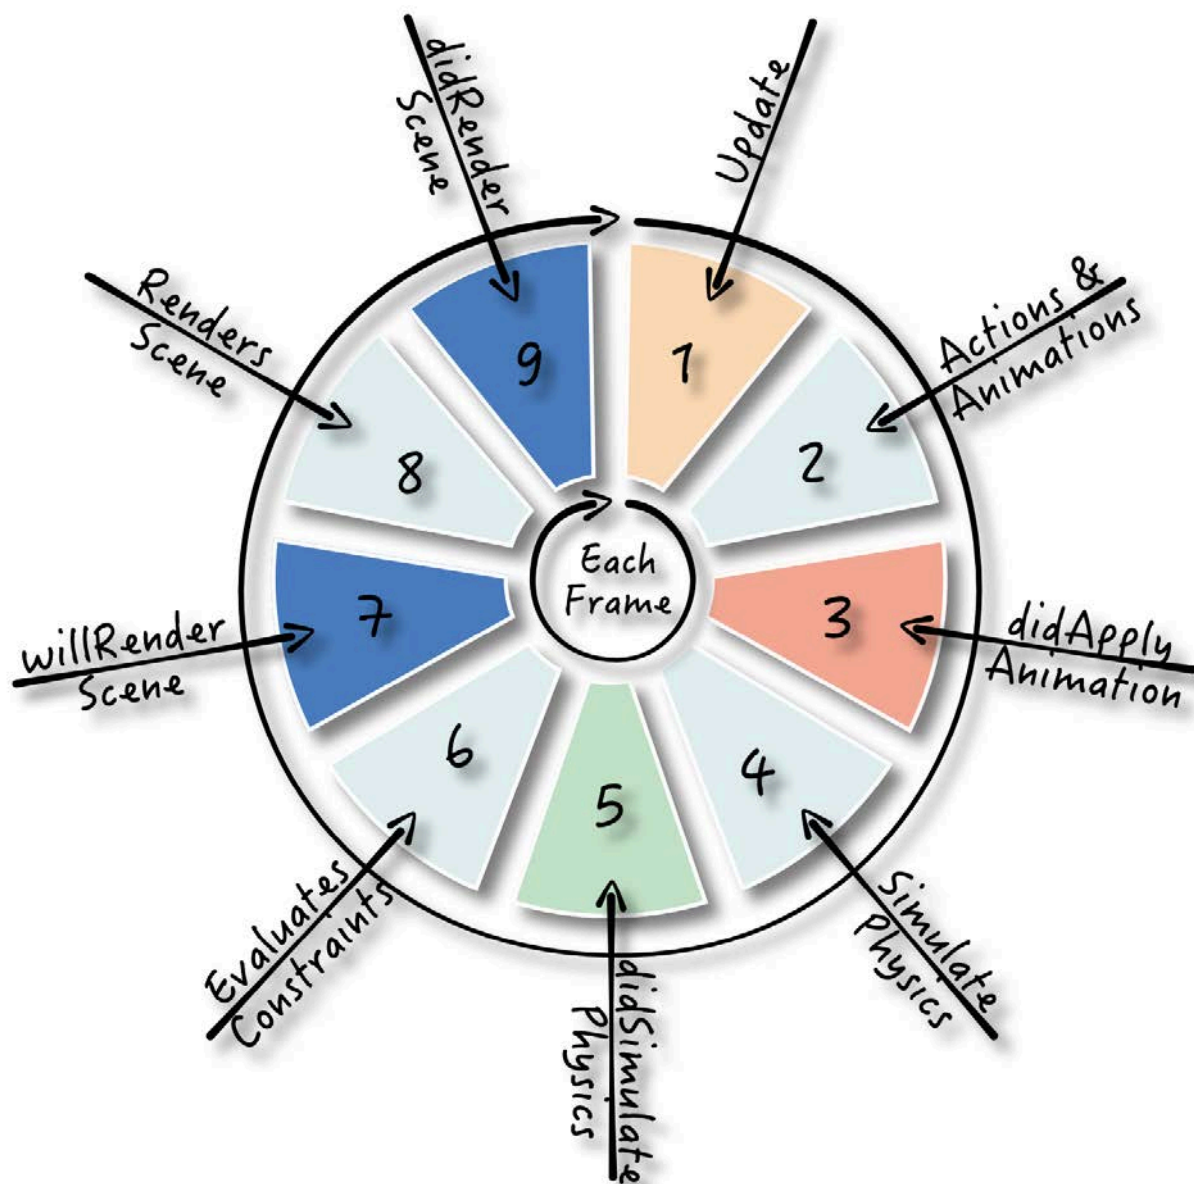 Update
1
Actions &
Animations
2
didApply
Animation
3
Simulate
Physics
4
didSimulate
Physics
5
Evaluates
Constraints
6
willRender
Scene
7
Renders
Scene
8
didRender
Scene
9
Each
Frame